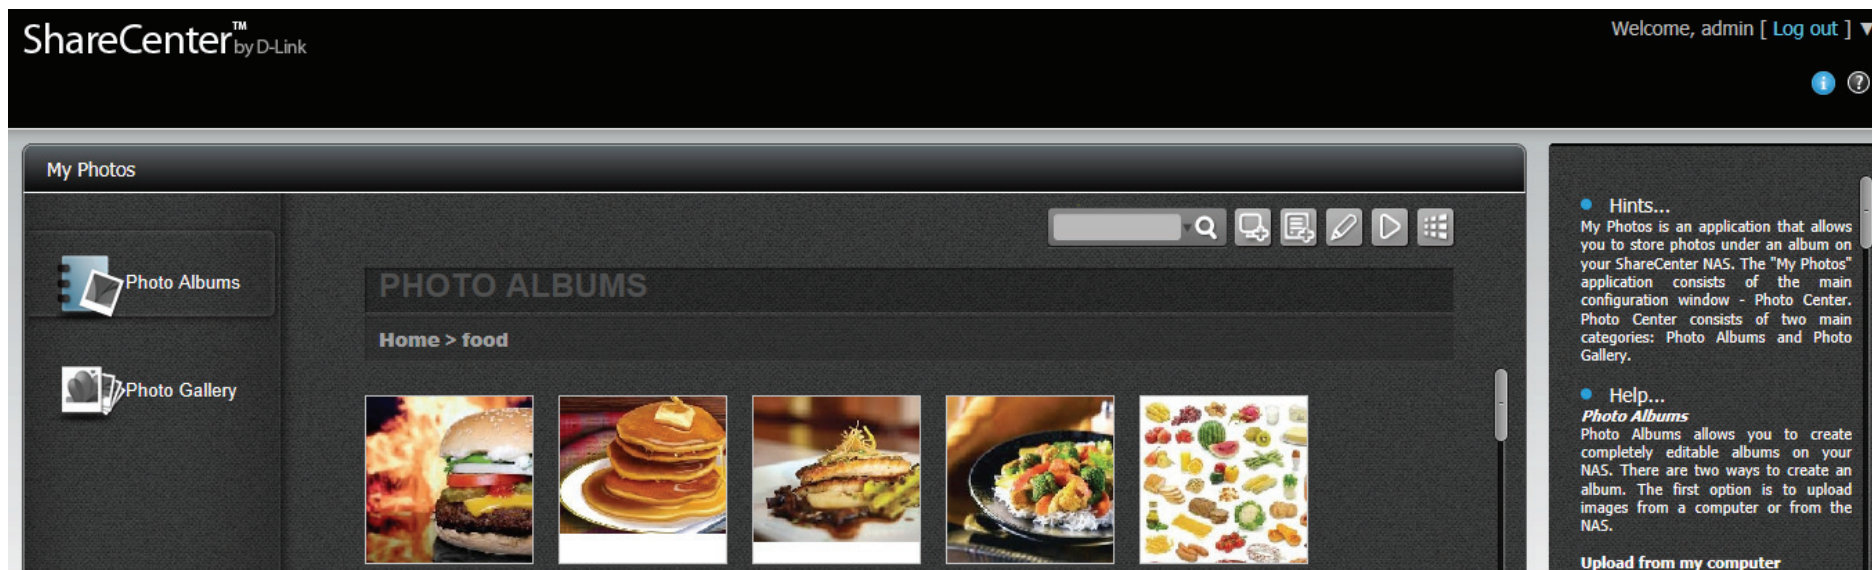 ShareCenter™ by D-Link
Welcome, admin [ Log out ] ▼
My Photos
Photo Albums
Photo Gallery
PHOTO ALBUMS
Home > food
Hints...
My Photos is an application that allows
you to store photos under an album on
your ShareCenter NAS. The "My Photos"
application consists of the main
configuration window - Photo Center.
Photo Center consists of two main
categories: Photo Albums and Photo
Gallery.
Help...
Photo Albums
Photo Albums allows you to create
completely editable albums on your
NAS. There are two ways to create an
album. The first option is to upload
images from a computer or from the
NAS.
Upload from my computer